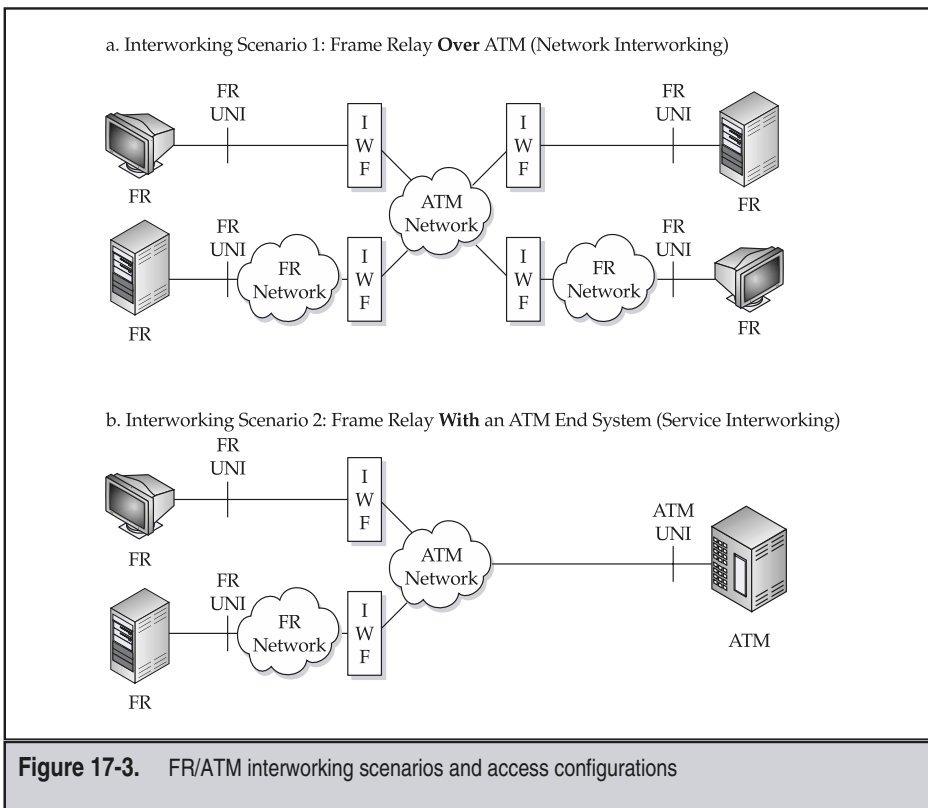 a. Interworking Scenario 1: Frame Relay Over ATM (Network Interworking)
FR
UNI
I
W
F
I
W
F
FR
UNI
FR
ATM
Network
FR
FR
UNI
FR
Network
I
W
F
I
W
F
FR
Network
FR
UNI
FR
FR
b. Interworking Scenario 2: Frame Relay With an ATM End System (Service Interworking)
FR
UNI
I
W
F
FR
ATM
Network
ATM
UNI
ATM
FR
UNI
FR
Network
I
W
F
FR
Figure 17-3. FR/ATM interworking scenarios and access configurations